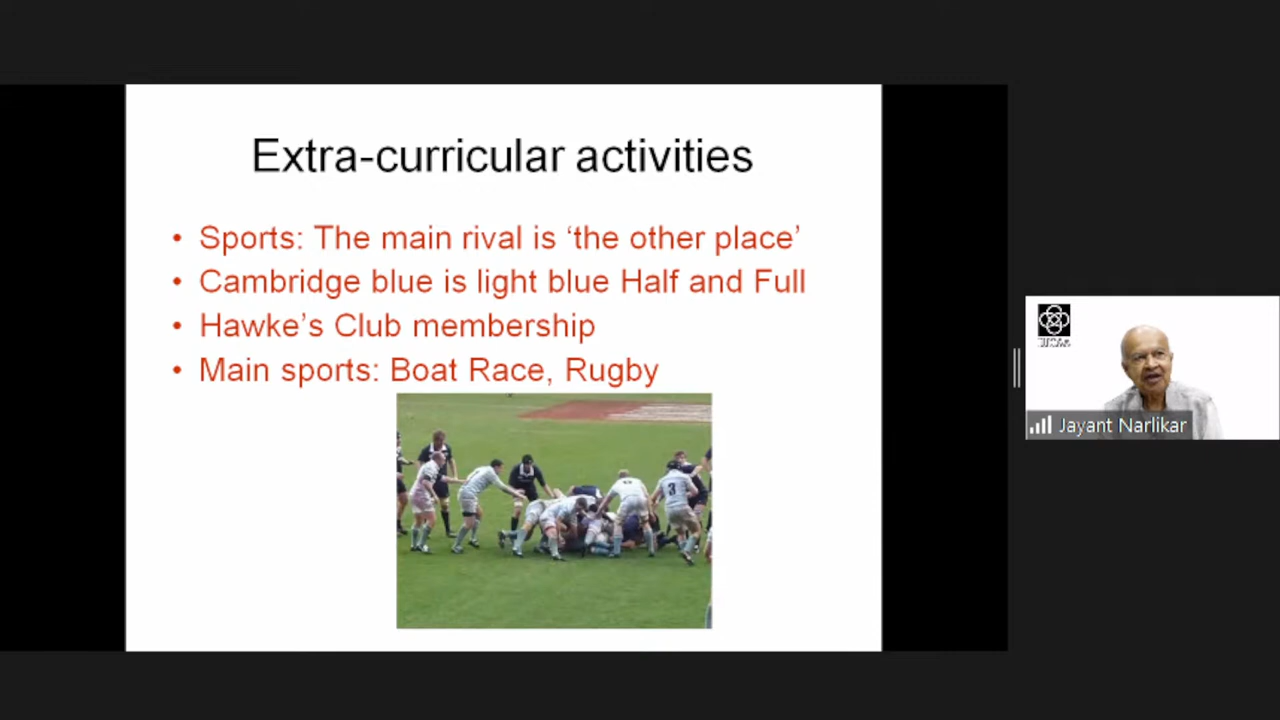 Extra-curricular activities
• Sports: The main rival is ‘the other place’
• Cambridge blue is light blue Half and Full
• Hawke’s Club membership
• Main sports: Boat Race, Rugby
3
Jayant Narlikar